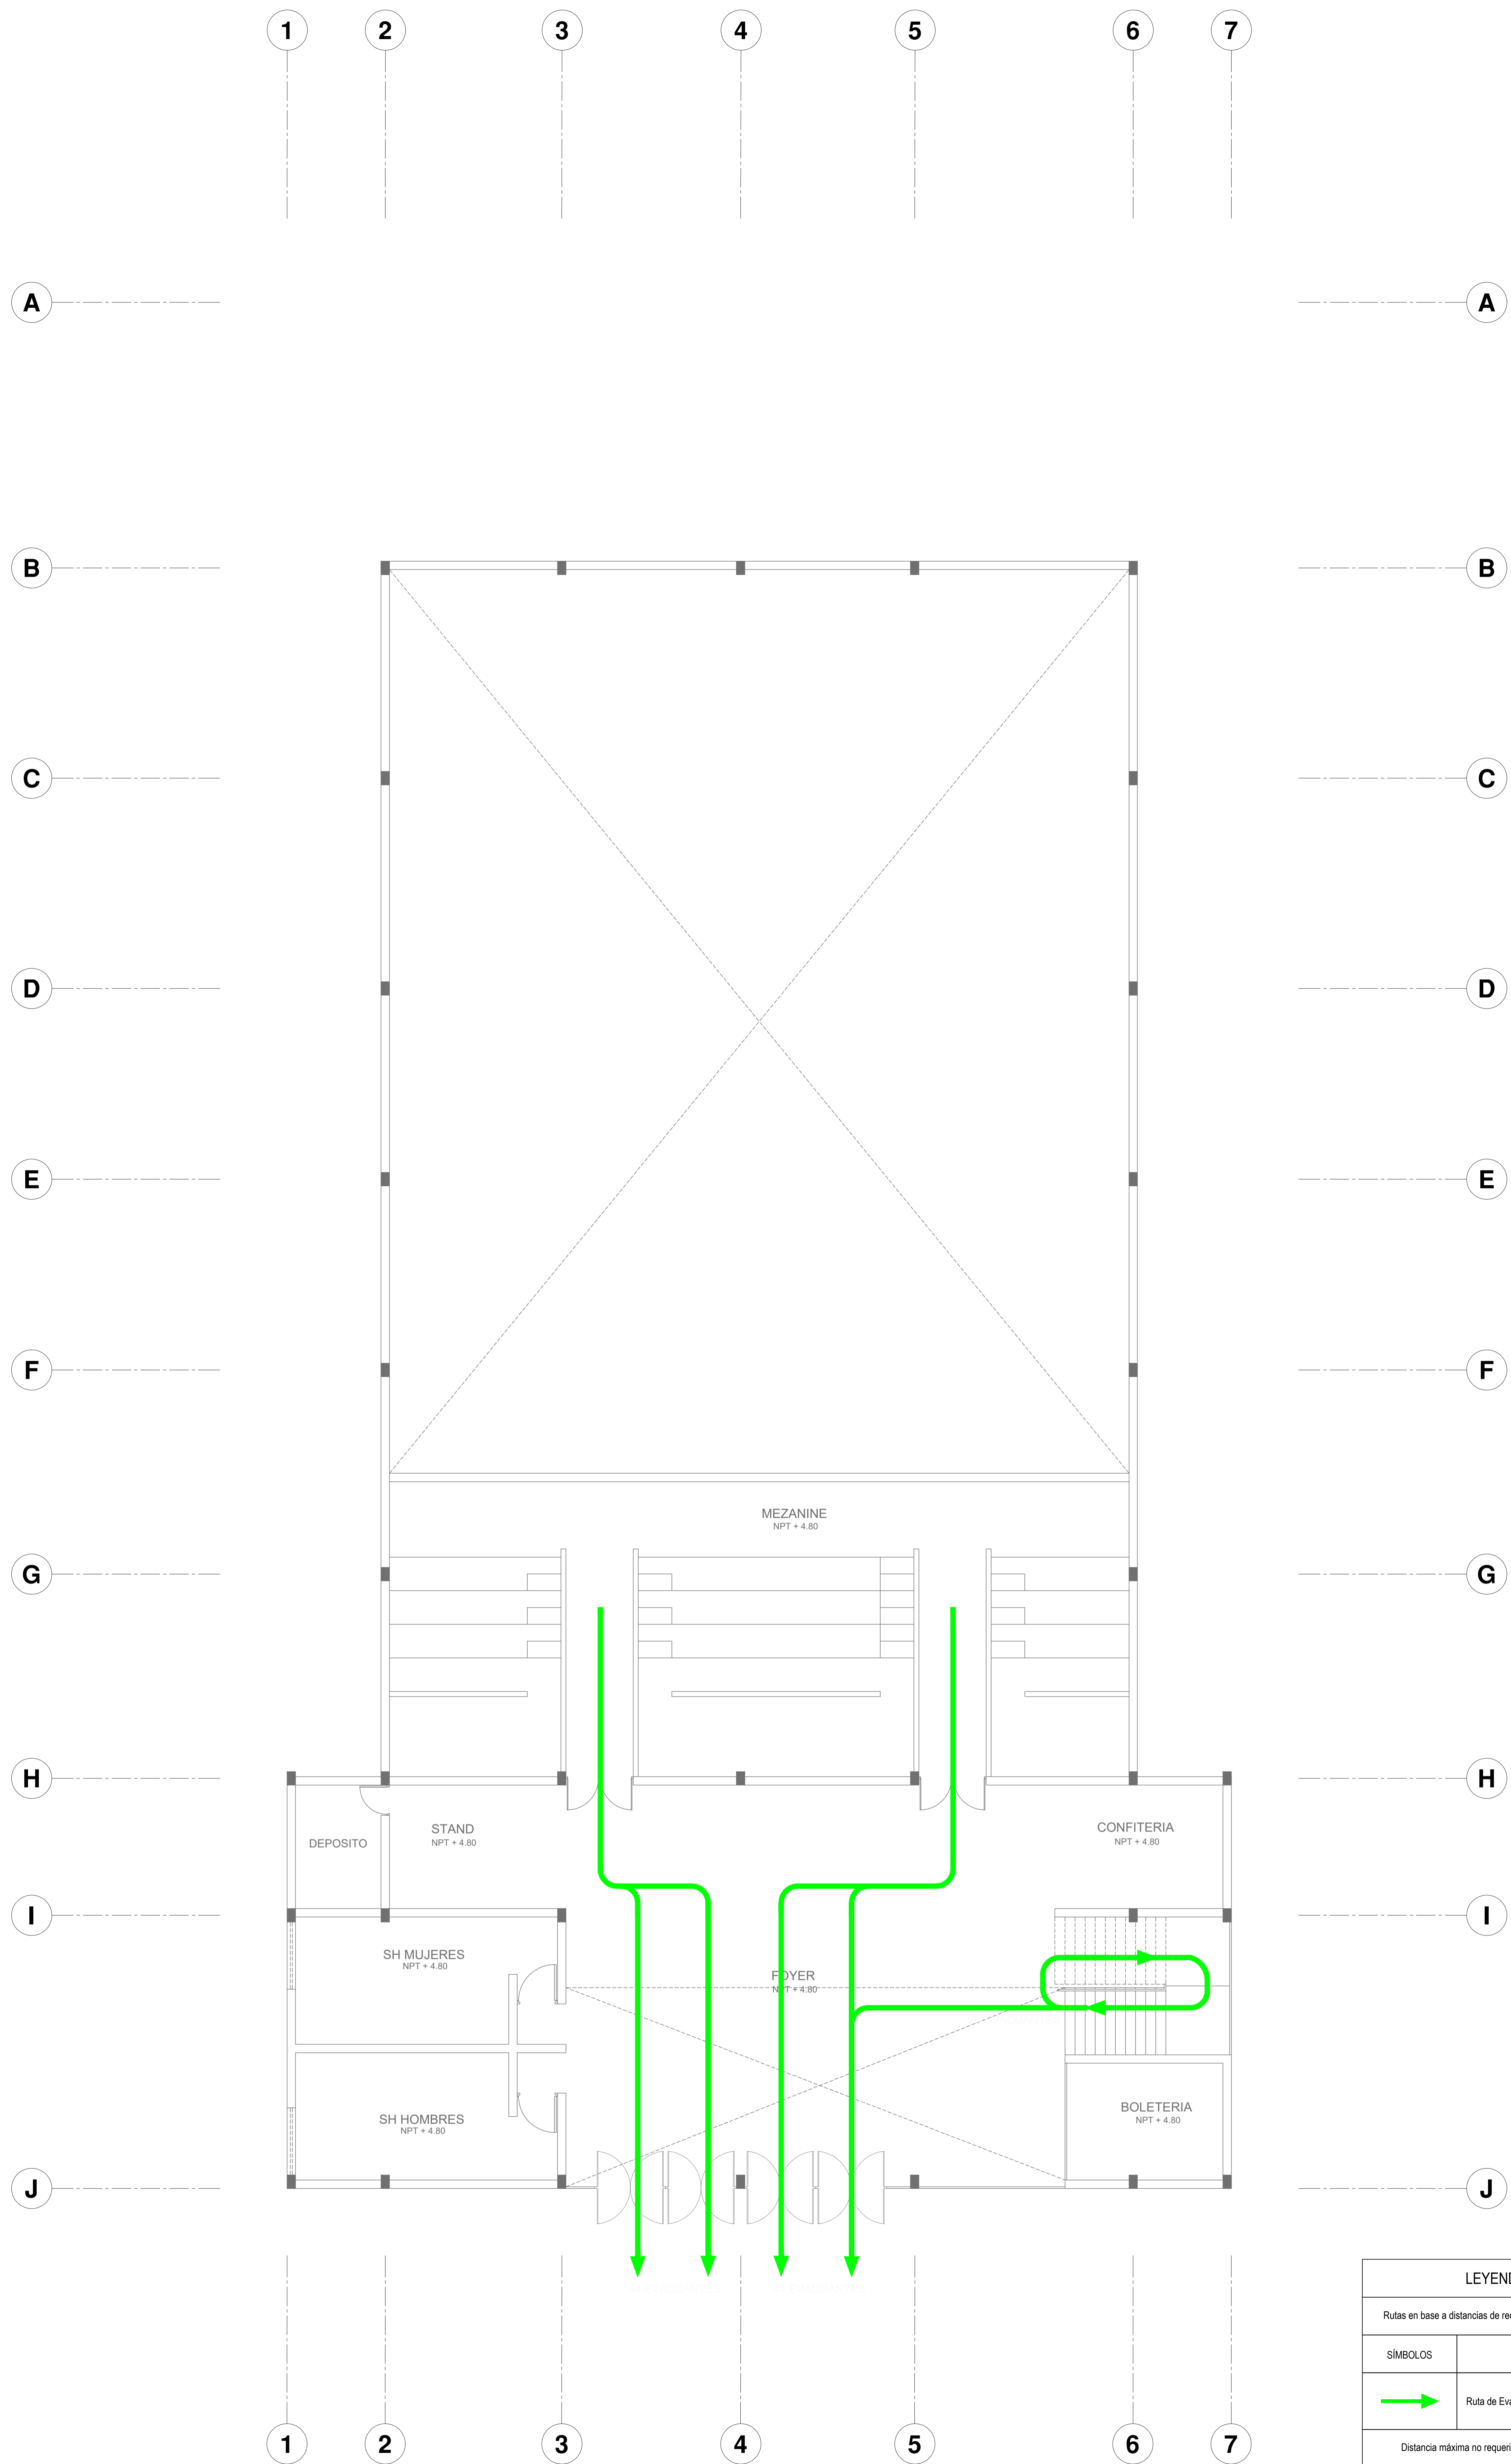 1 2 3 4 5 6 7
A A
B B
C C
D D
E E
F F
MEZANINE
NPT + 4.80
G G
H H
STAND
NPT + 4.80
CONFITERIA
NPT + 4.80
DEPOSITO
I I
SH MUJERES
NPT + 4.80
FOYER
NPT + 4.80
BOLETERIA
NPT + 4.80
SH HOMBRES
NPT + 4.80
J J
LEYEND
Rutas en base a distancias de re
SÍMBOLOS
Ruta de Eva
Distancia máxima no requeri
1 2 3 4 5 6 7